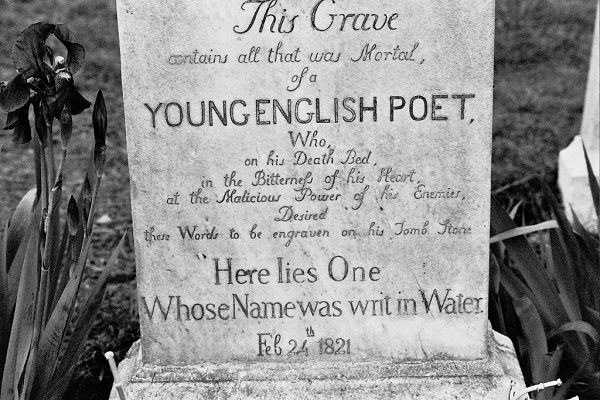 This Grave
contains all that was Mortal,
of a
YOUNG ENGLISH POET,
Who,
on his Death Bed,
in the Bitterness of his Heart,
at the Malicious Power of his Enemies,
Desired
these Words to be engraven on his Tomb Stone
"Here lies One
Whose Name was writ in Water.
Feb 24th 1821